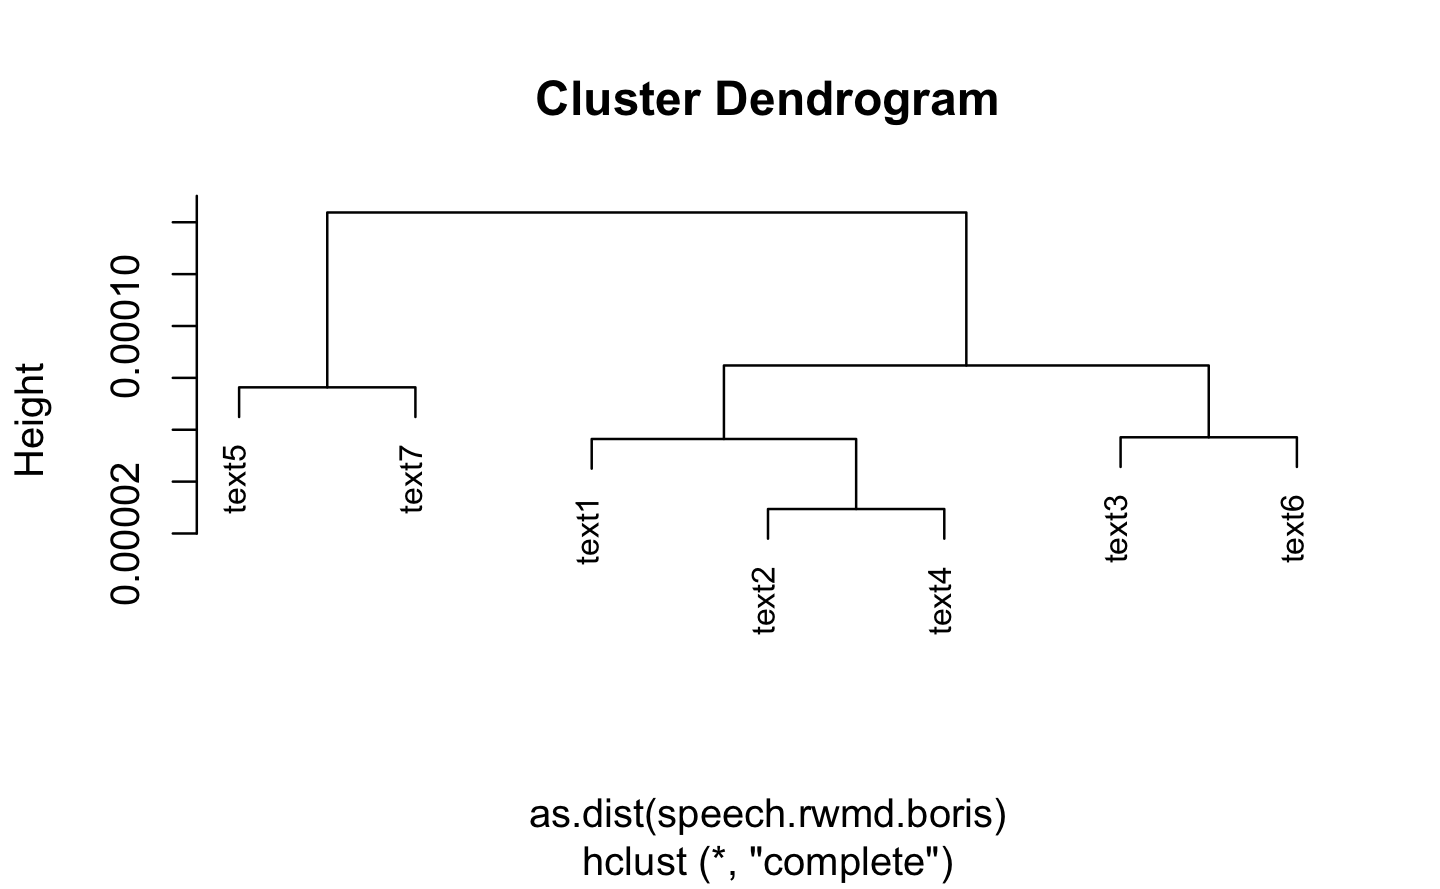 Cluster Dendrogram
Height
0.00010
0.00002
text5
text7
text1
text2
text4
text3
text6
as.dist(speech.rwmd.boris)
hclust (*, "complete")